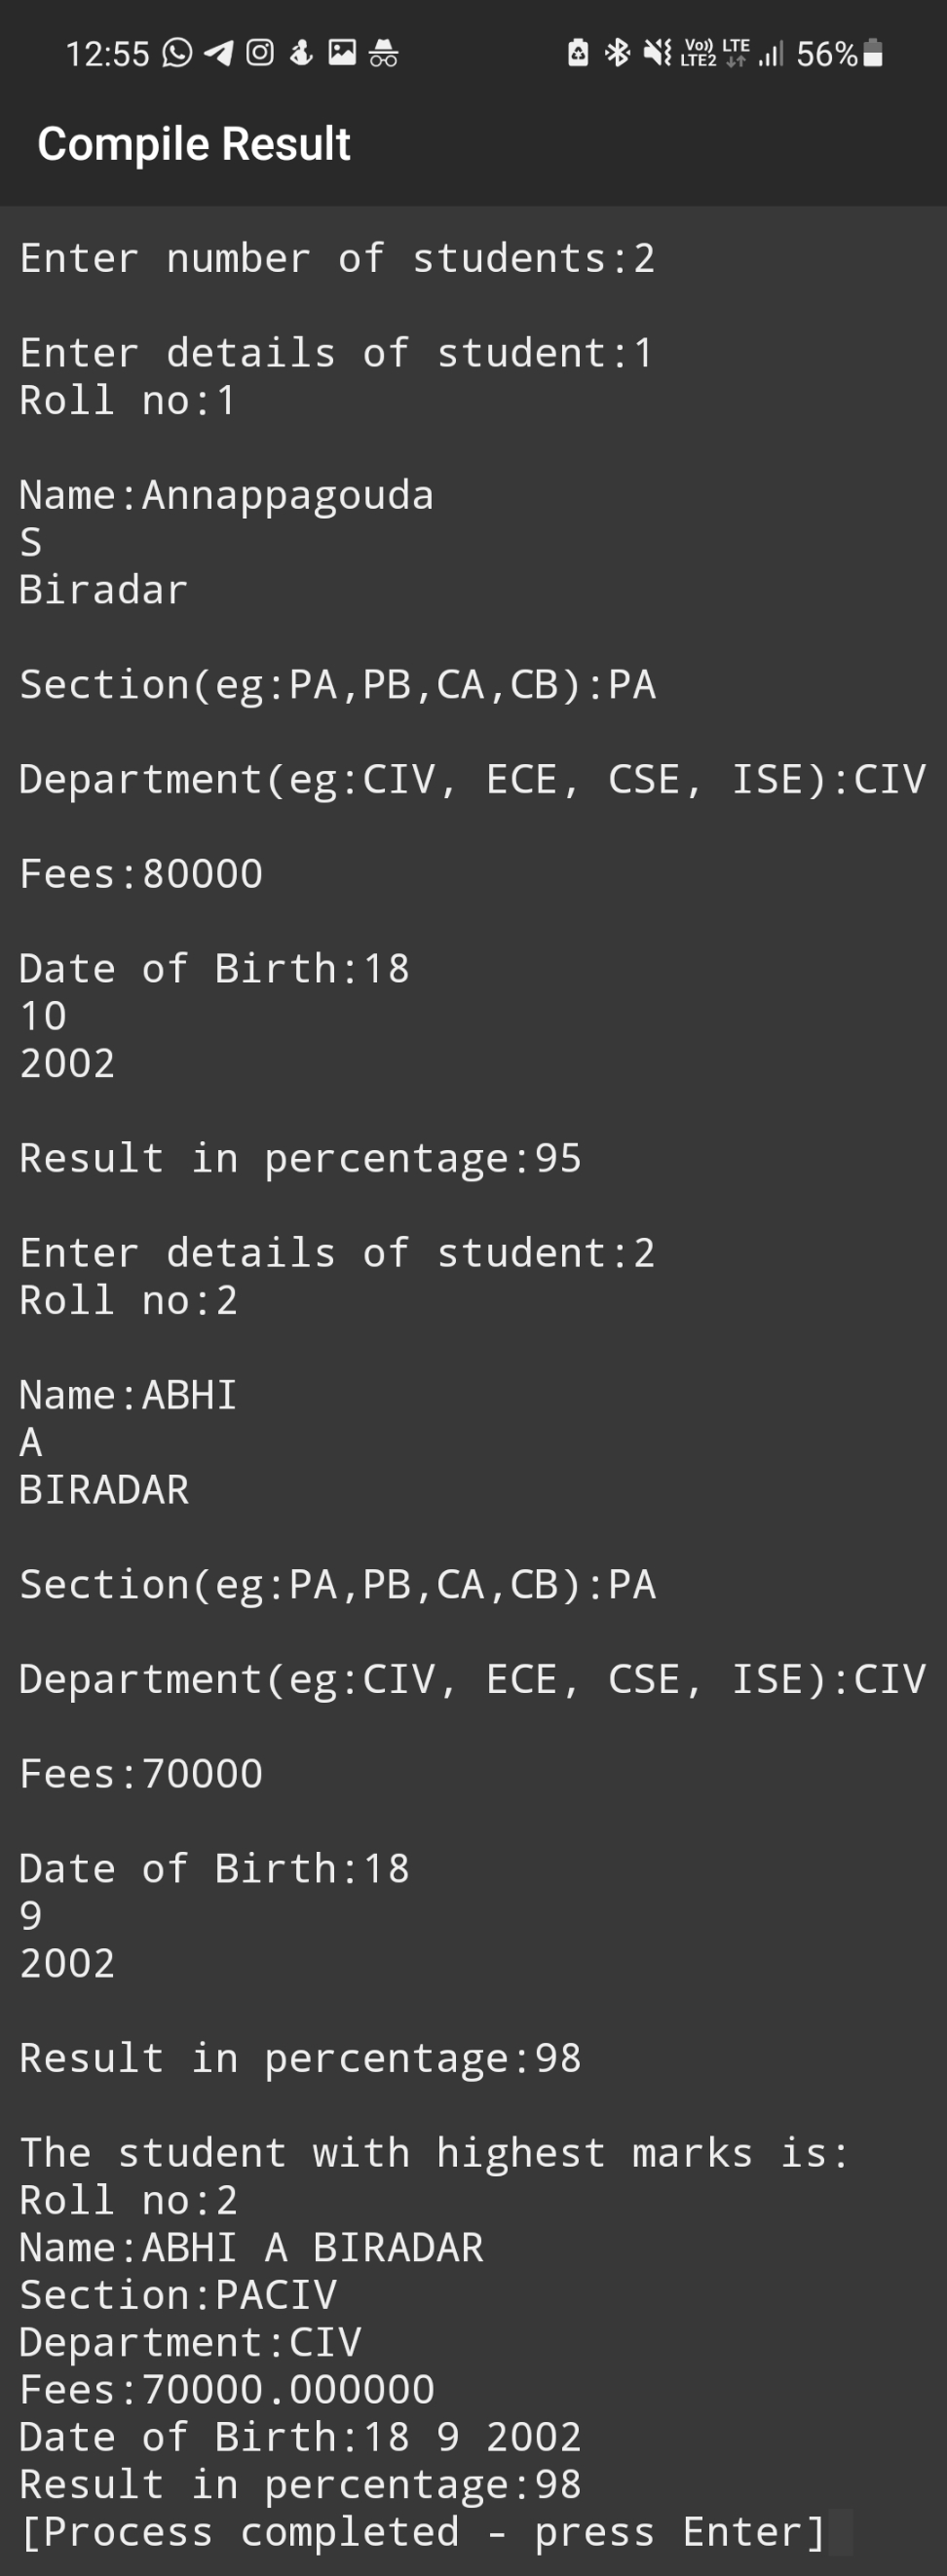 12:55 Vo)) LTE2 LTE 56%
Compile Result
Enter number of students:2
Enter details of student:1
Roll no:1
Name:Annappagouda
S
Biradar
Section(eg:PA,PB,CA,CB):PA
Department(eg:CIV, ECE, CSE, ISE):CIV
Fees:80000
Date of Birth:18
10
2002
Result in percentage:95
Enter details of student:2
Roll no:2
Name:ABHI
A
BIRADAR
Section(eg:PA,PB,CA,CB):PA
Department(eg:CIV, ECE, CSE, ISE):CIV
Fees:70000
Date of Birth:18
9
2002
Result in percentage:98
The student with highest marks is:
Roll no:2
Name:ABHI A BIRADAR
Section:PACIV
Department:CIV
Fees:70000.000000
Date of Birth:18 9 2002
Result in percentage:98
[Process completed - press Enter]